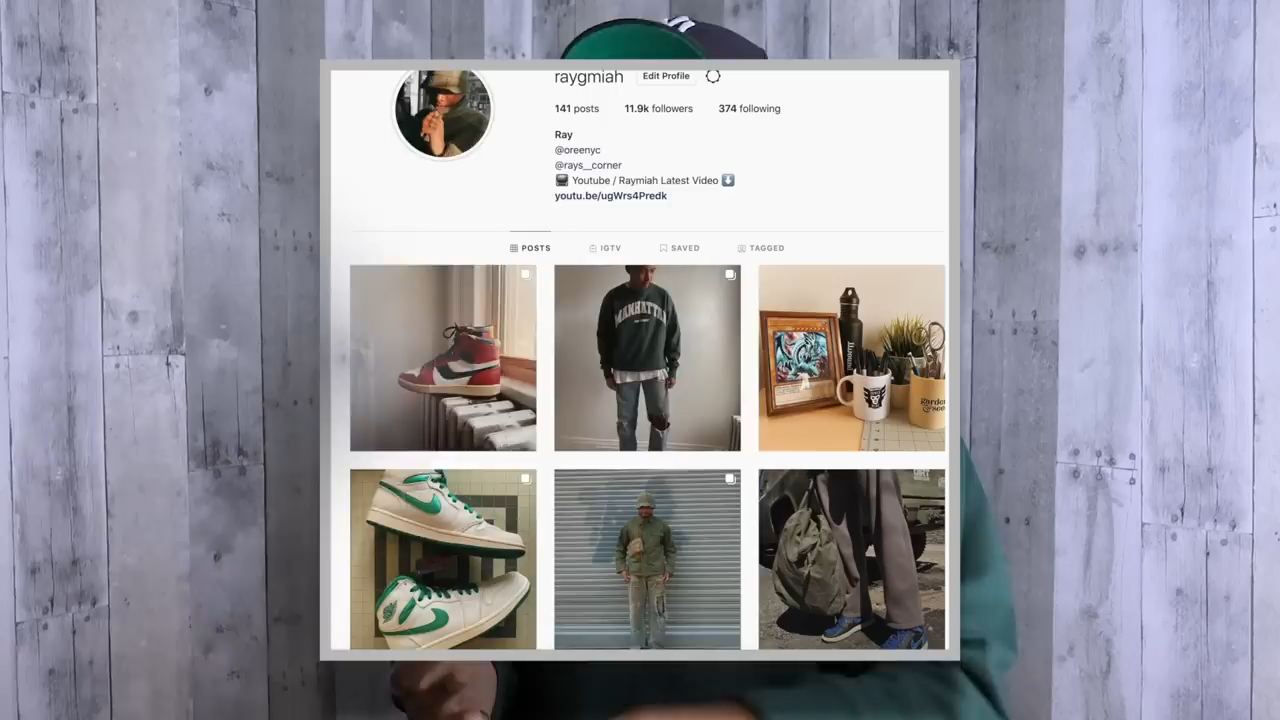 raygmiah Edit Profile
141 posts 11.9k followers 374 following
Ray
@oreenyc
@rays__corner
Youtube / Raymiah Latest Video
youtu.be/ugWrs4Predk
POSTS IGTV SAVED TAGGED
MANHATTAN